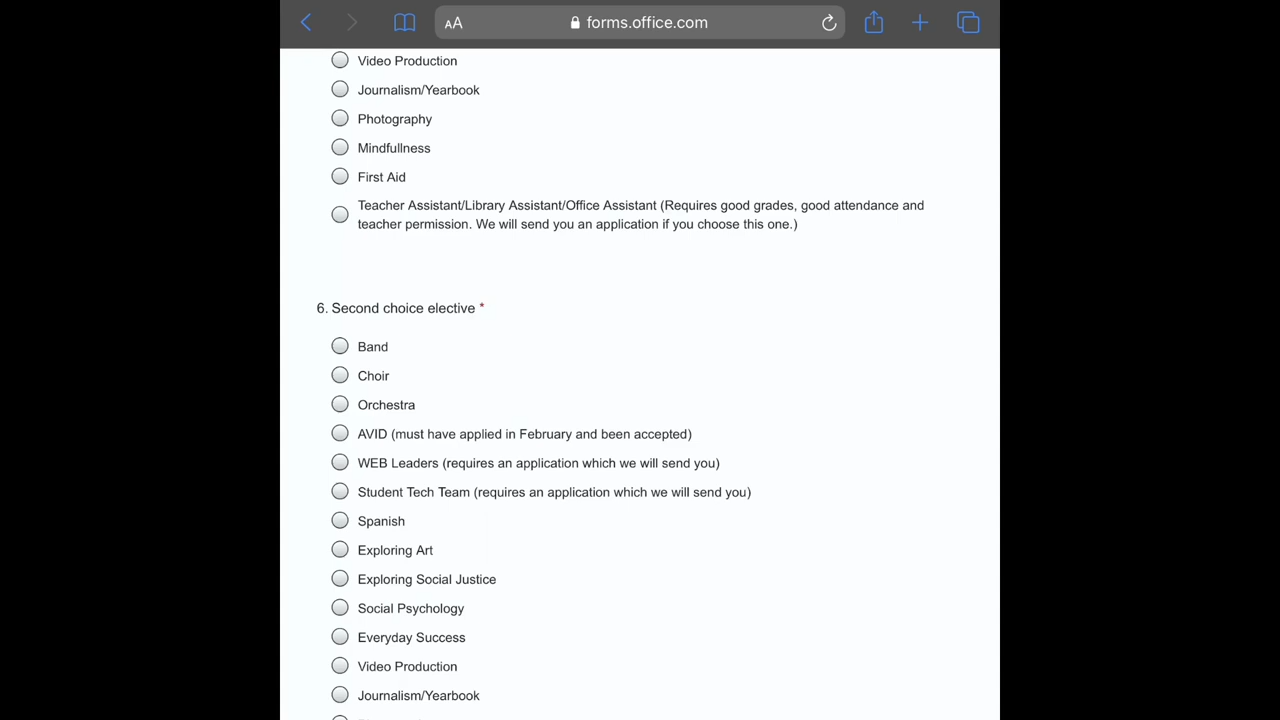 AA forms.office.com
Video Production
Journalism/Yearbook
Photography
Mindfullness
First Aid
Teacher Assistant/Library Assistant/Office Assistant (Requires good grades, good attendance and
teacher permission. We will send you an application if you choose this one.)
6. Second choice elective *
Band
Choir
Orchestra
AVID (must have applied in February and been accepted)
WEB Leaders (requires an application which we will send you)
Student Tech Team (requires an application which we will send you)
Spanish
Exploring Art
Exploring Social Justice
Social Psychology
Everyday Success
Video Production
Journalism/Yearbook